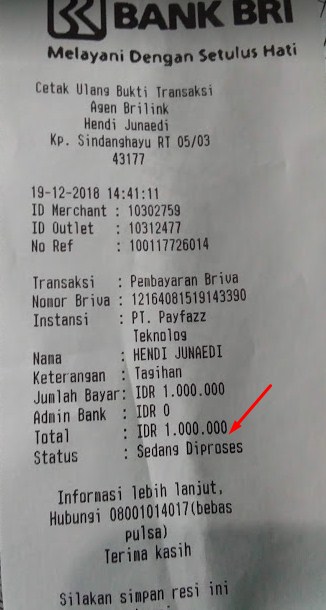 BANK BRI
Melayani Dengan Setulus Hati
Cetak Ulang Bukti Transaksi
Agen Brilink
Hendi Junaedi
Kp. Sindanghayu RT 05/03
43177
19-12-2018 14:41:11
ID Merchant : 10302759
ID Outlet : 10312477
No Ref : 100117726014
Transaksi : Pembayaran Briva
Nomor Briva : 12164081519143390
Instansi : PT. Payfazz
Teknolog
Nama : HENDI JUNAEDI
Keterangan : Tagihan
Jumlah Bayar: IDR 1.000.000
Admin Bank : IDR 0
Total : IDR 1.000.000
Status : Sedang Diproses
Informasi lebih lanjut,
Hubungi 08001014017(bebas
pulsa)
Terima kasih
Silakan simpan resi ini